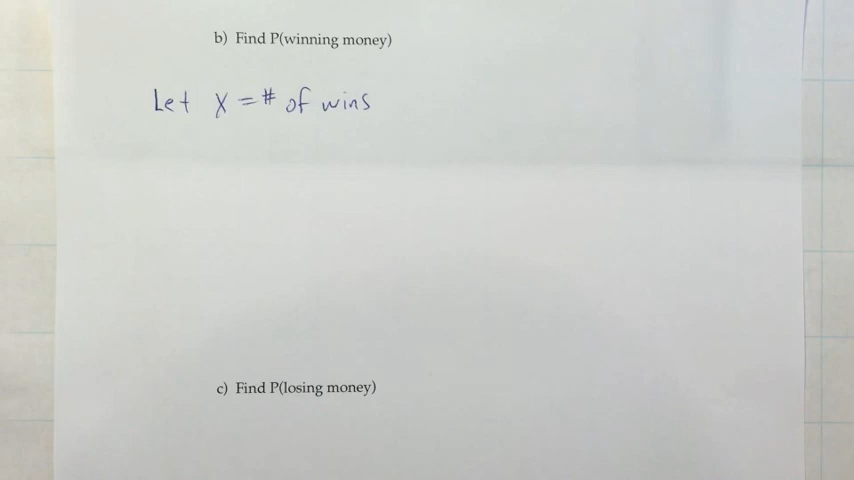 b) Find P(winning money)
Let X = # of wins
c) Find P(losing money)